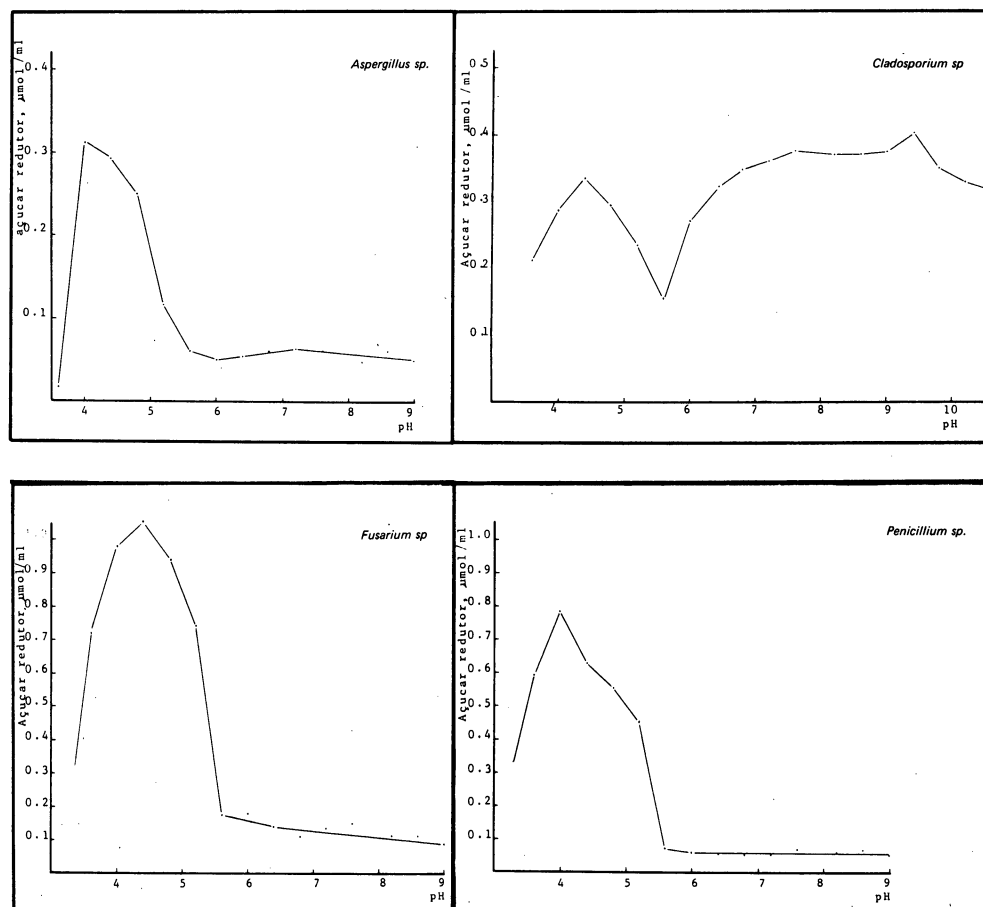 Aspergillus sp.
açucar redutor, µmol/ml
0.4
0.3
0.2
0.1
4 5 6 7 8 9
pH
Cladosporium sp
Açucar redutor, µmol/ml
0.5
0.4
0.3
0.2
0.1
4 5 6 7 8 9 10
pH
Fusarium sp
Açucar redutor, µmol/ml
0.9
0.8
0.7
0.6
0.5
0.4
0.3
0.2
0.1
4 5 6 7 8 9
pH
Penicillium sp.
Açucar redutor, µmol/ml
1.0
0.9
0.8
0.7
0.6
0.5
0.4
0.3
0.2
0.1
4 5 6 7 8 9
pH